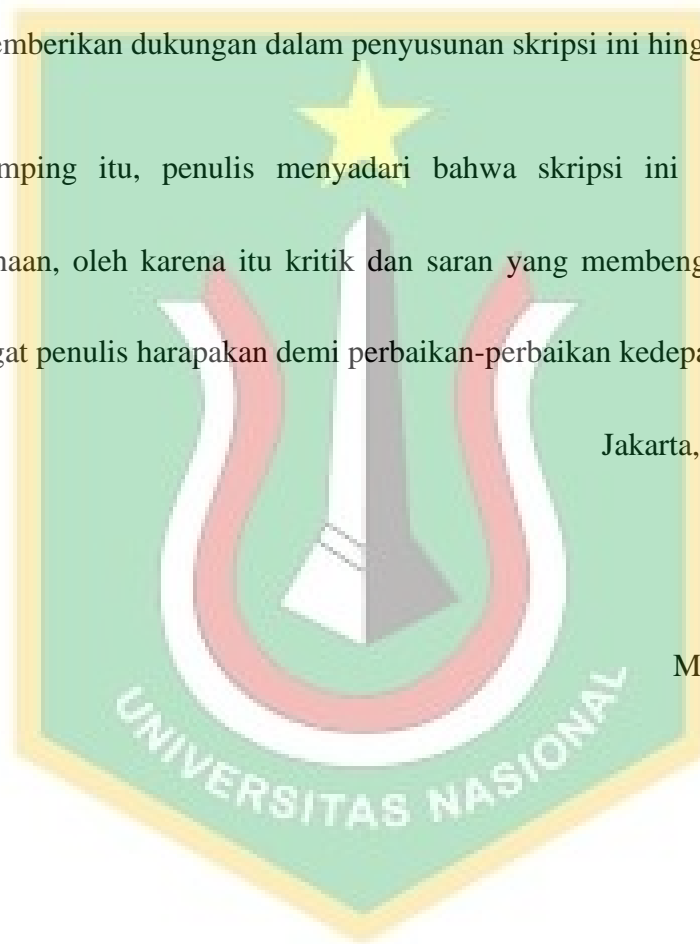 emberikan dukungan dalam penyusunan skripsi ini hing
mping itu, penulis menyadari bahwa skripsi ini
naan, oleh karena itu kritik dan saran yang membeng
gat penulis harapakan demi perbaikan-perbaikan kedepa
Jakarta,
M
UNIVERSITAS NASIONAL